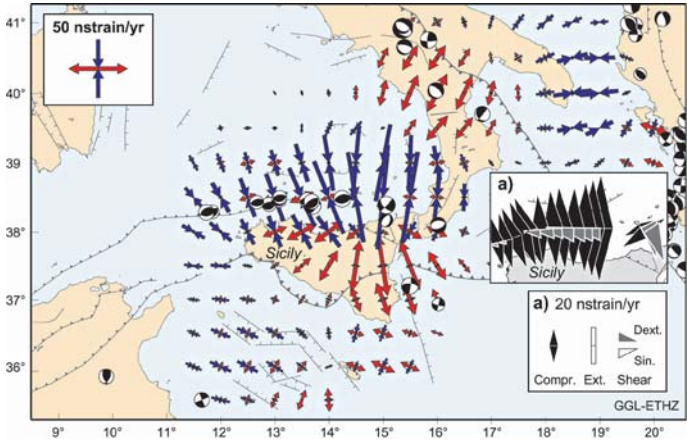 50 nstrain/yr
41°
40°
39°
38°
37°
36°
Sicily
a)
Sicily
a) 20 nstrain/yr
Dext.
Sin.
Compr. Ext. Shear
GGL-ETHZ
9° 10° 11° 12° 13° 14° 15° 16° 17° 18° 19° 20°